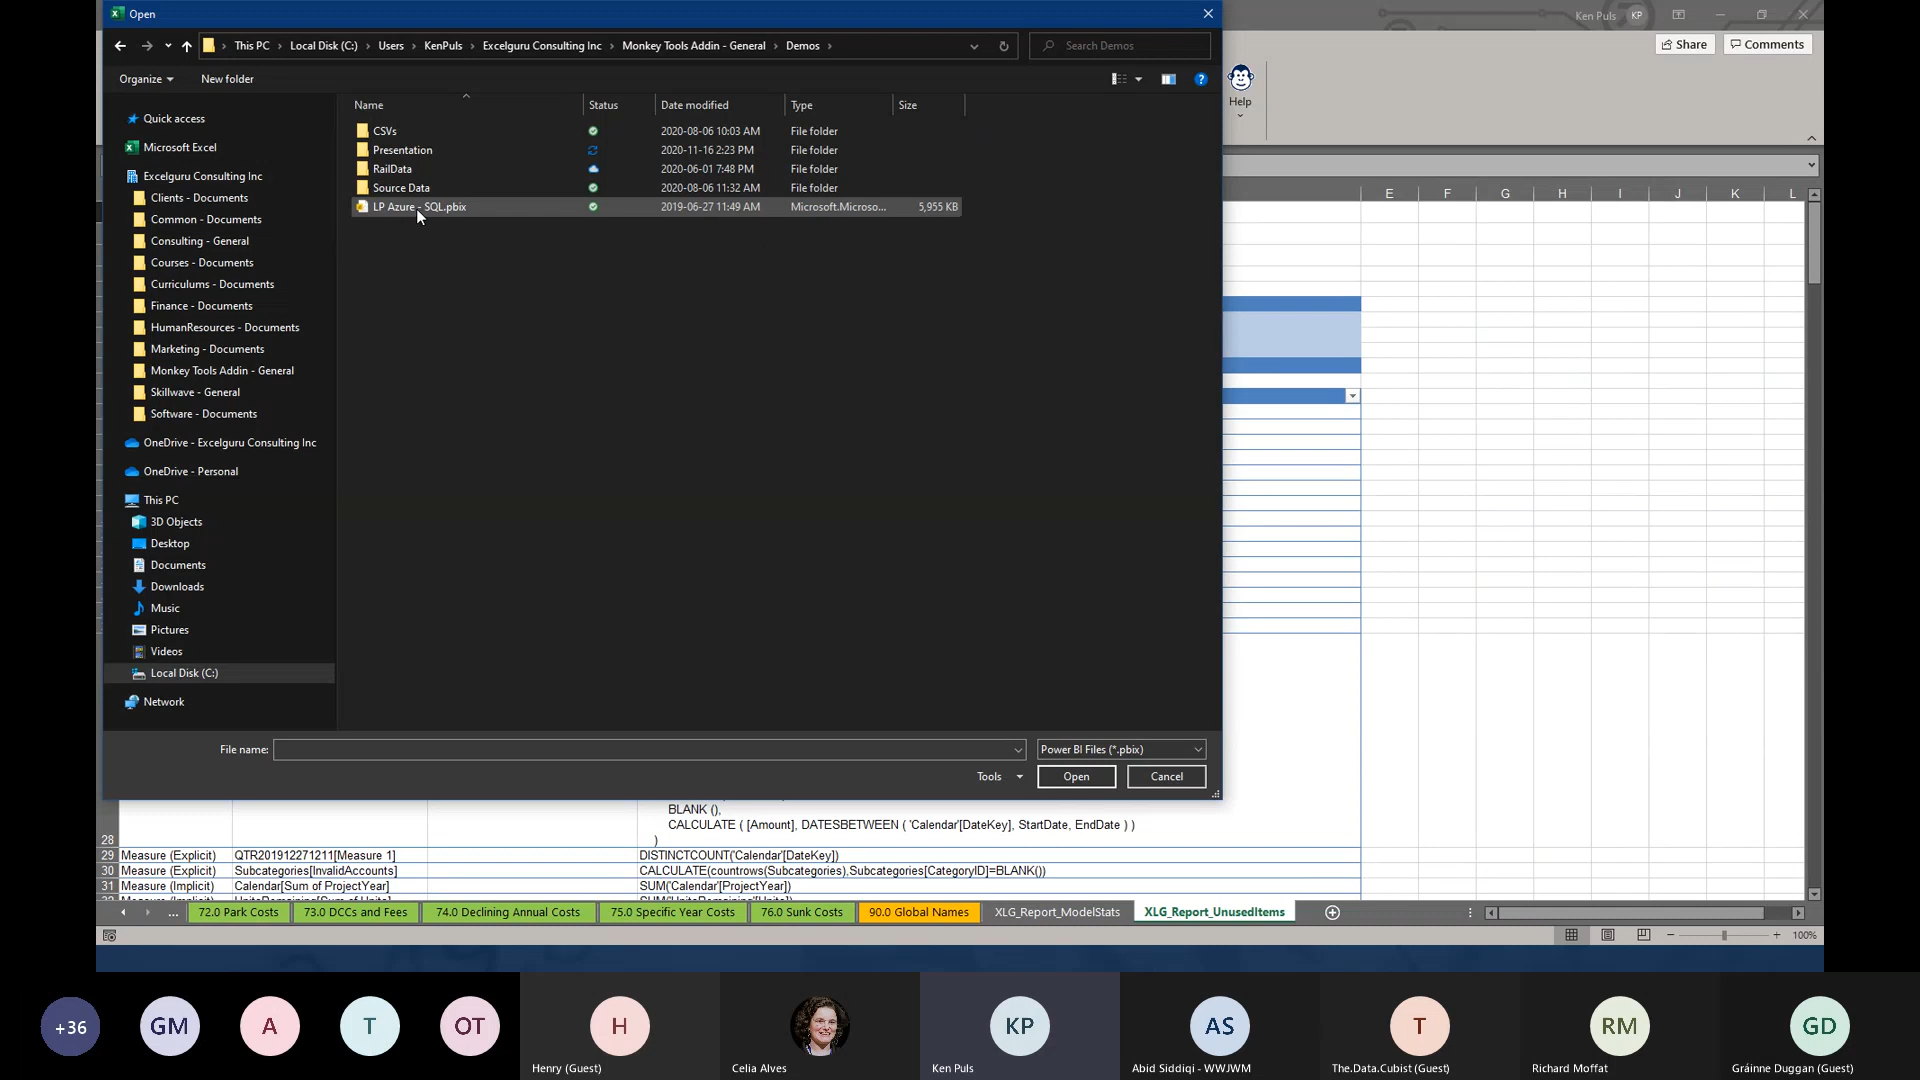 Open
Ken Puls KP
This PC Local Disk (C:) Users KenPuls Excelguru Consulting Inc Monkey Tools Addin - General Demos
Search Demos
Share Comments
Organize New folder
Help
Name Status Date modified Type Size
CSVs 2020-08-06 10:03 AM File folder
Presentation 2020-11-16 2:23 PM File folder
RailData 2020-06-01 7:48 PM File folder
Source Data 2020-08-06 11:32 AM File folder
LP Azure - SQL.pbix 2019-06-27 11:49 AM Microsoft.Microso... 5,955 KB
Quick access
Microsoft Excel
Excelguru Consulting Inc
Clients - Documents
Common - Documents
Consulting - General
Courses - Documents
Curriculums - Documents
Finance - Documents
HumanResources - Documents
Marketing - Documents
Monkey Tools Addin - General
Skillwave - General
Software - Documents
OneDrive - Excelguru Consulting Inc
OneDrive - Personal
This PC
3D Objects
Desktop
Documents
Downloads
Music
Pictures
Videos
Local Disk (C:)
Network
E F G H I J K L
File name: Power BI Files (*.pbix)
Tools Open Cancel
BLANK (),
CALCULATE ( [Amount], DATESBETWEEN ( 'Calendar'[DateKey], StartDate, EndDate ) )
28 )
29 Measure (Explicit) QTR201912271211[Measure 1] DISTINCTCOUNT('Calendar'[DateKey])
30 Measure (Explicit) Subcategories[InvalidAccounts] CALCULATE(countrows(Subcategories),Subcategories[CategoryID]=BLANK())
31 Measure (Implicit) Calendar[Sum of ProjectYear] SUM('Calendar'[ProjectYear])
... 72.0 Park Costs 73.0 DCCs and Fees 74.0 Declining Annual Costs 75.0 Specific Year Costs 76.0 Sunk Costs 90.0 Global Names XLG_Report_ModelStats XLG_Report_UnusedItems
100%
+36 GM A T OT H KP AS T RM GD
Henry (Guest) Celia Alves Ken Puls Abid Siddiqi - WWJWM The.Data.Cubist (Guest) Richard Moffat Gráinne Duggan (Guest)